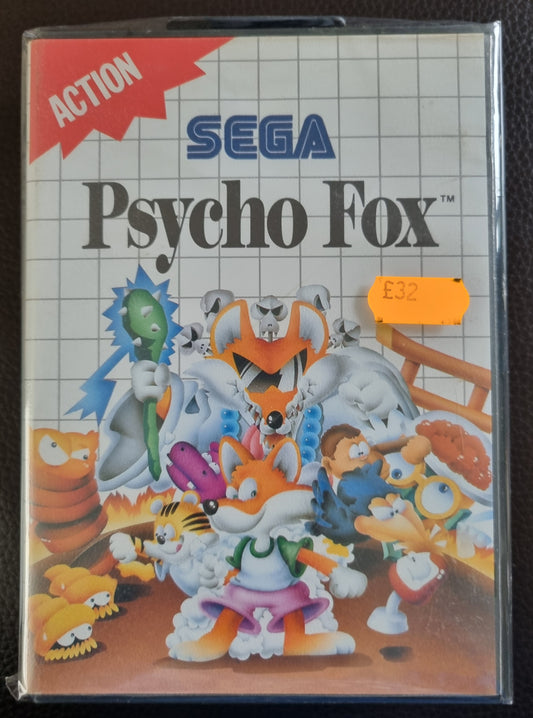 ACTION
SEGA
Psycho Fox™
£32